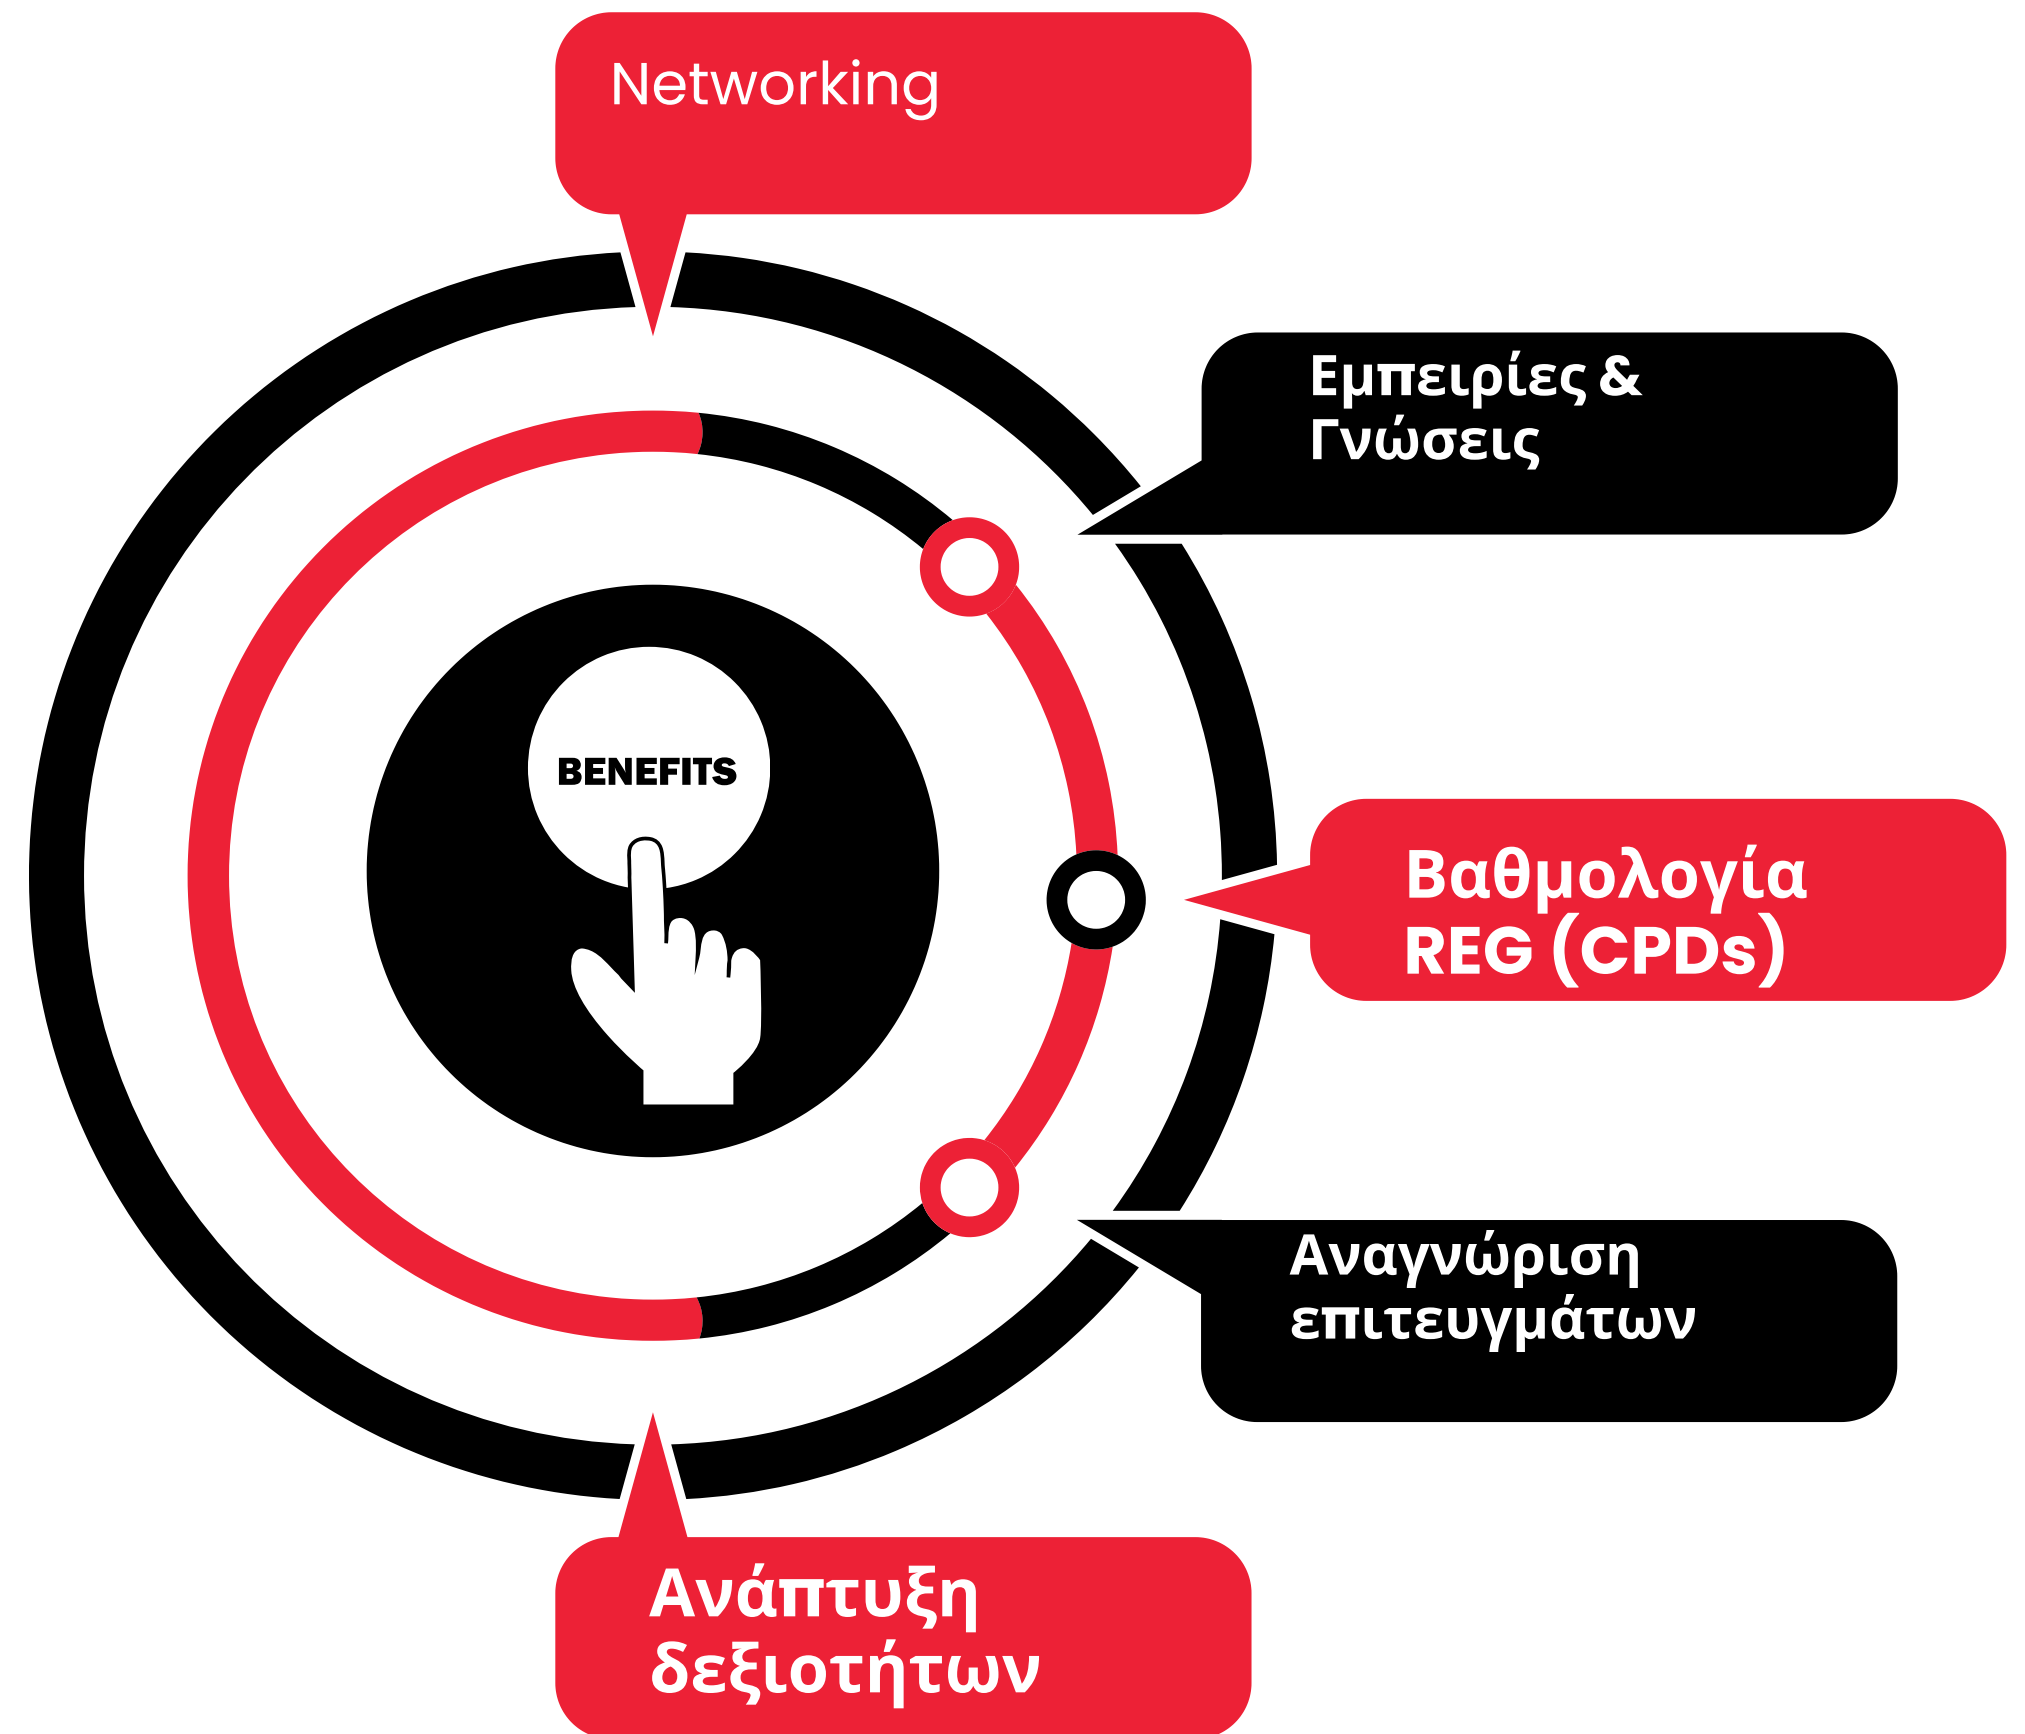 Networking
Εμπειρίες &
Γνώσεις
BENEFITS
Βαθμολογία
REG (CPDs)
Αναγνώριση
επιτευγμάτων
Ανάπτυξη
δεξιοτήτων